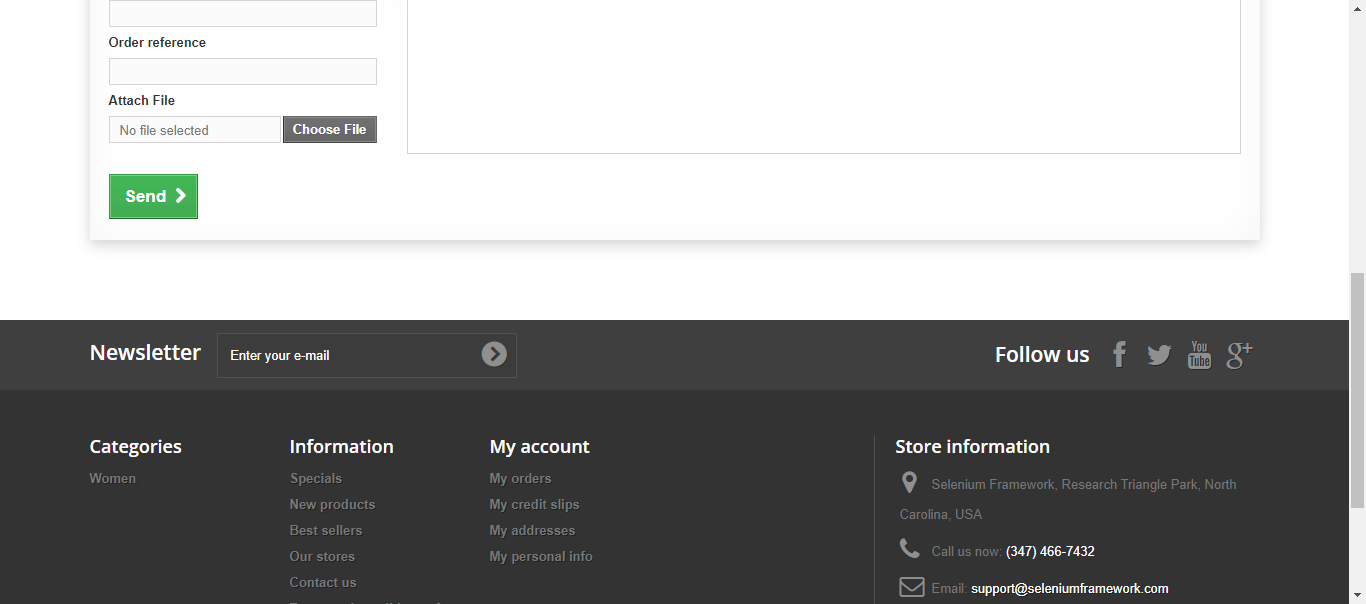 Order reference
Attach File
No file selected
Choose File
Send
Newsletter
Enter your e-mail
Follow us
You
Tube
g+
Categories
Women
Information
Specials
New products
Best sellers
Our stores
Contact us
My account
My orders
My credit slips
My addresses
My personal info
Store information
Selenium Framework, Research Triangle Park, North
Carolina, USA
Call us now: (347) 466-7432
Email: support@seleniumframework.com